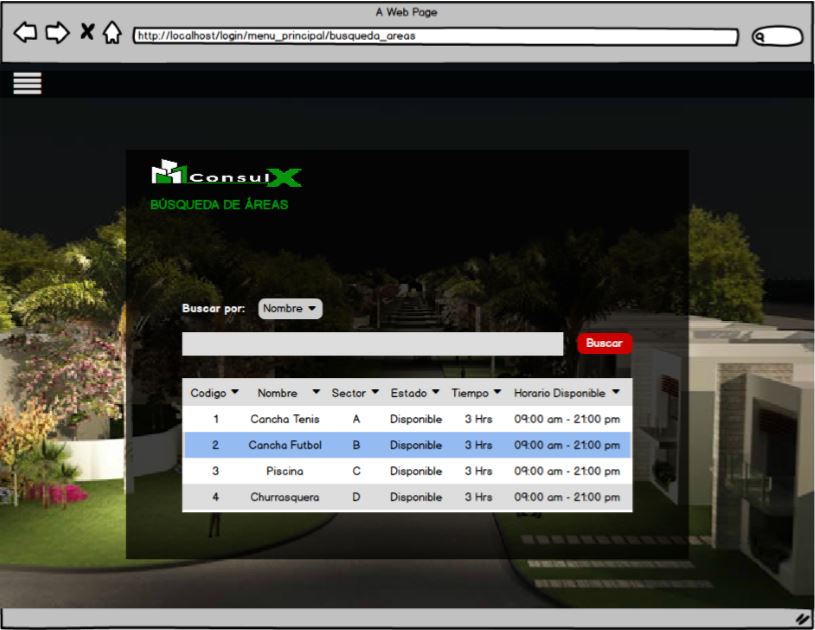 A Web Page
http://localhost/login/menu_principal/busqueda_areas
ConsulX
BÚSQUEDA DE ÁREAS
Buscar por: Nombre
Buscar
Codigo Nombre Sector Estado Tiempo Horario Disponible
1 Cancha Tenis A Disponible 3 Hrs 09:00 am - 21:00 pm
2 Cancha Futbol B Disponible 3 Hrs 09:00 am - 21:00 pm
3 Piscina C Disponible 3 Hrs 09:00 am - 21:00 pm
4 Churrasquera D Disponible 3 Hrs 09:00 am - 21:00 pm